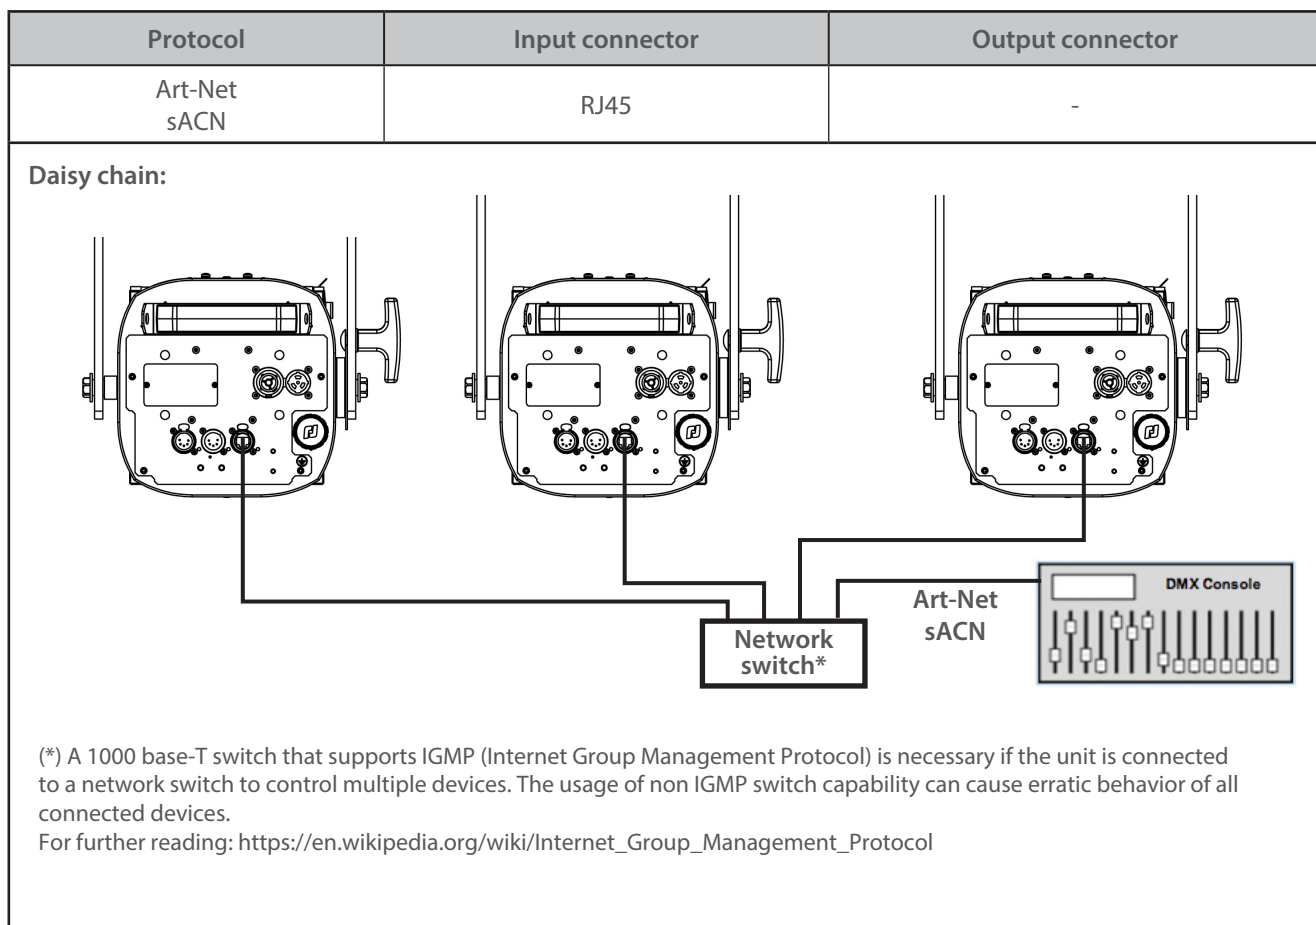 Protocol
Input connector
Output connector
Art-Net
sACN
RJ45
-
Daisy chain:
Art-Net
sACN
DMX Console
Network
switch*
(*) A 1000 base-T switch that supports IGMP (Internet Group Management Protocol) is necessary if the unit is connected
to a network switch to control multiple devices. The usage of non IGMP switch capability can cause erratic behavior of all
connected devices.
For further reading: https://en.wikipedia.org/wiki/Internet_Group_Management_Protocol